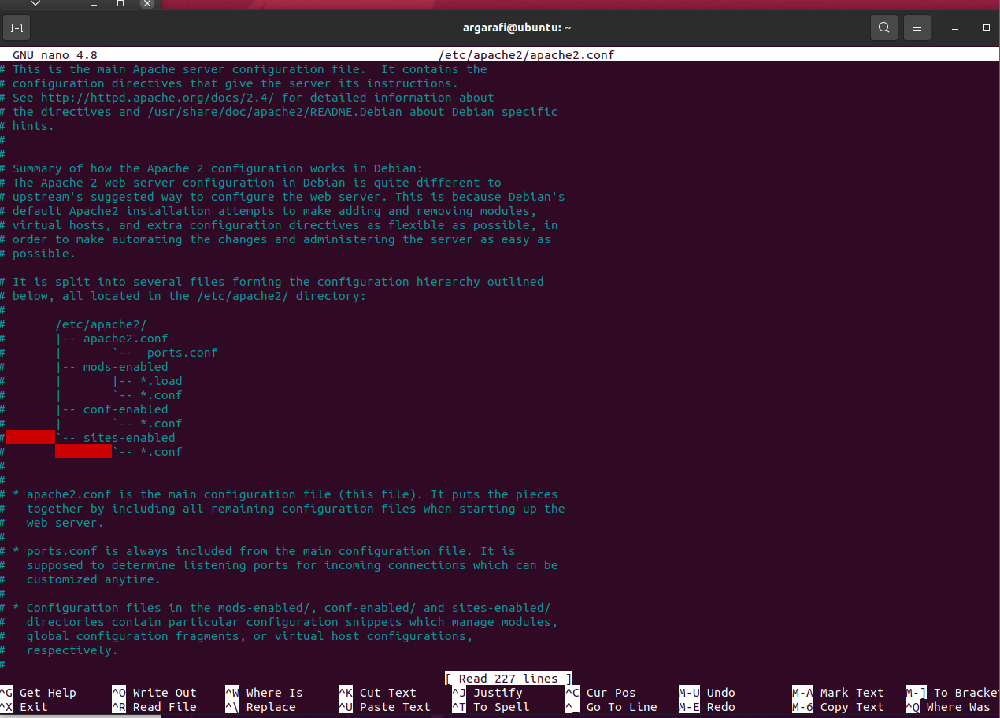 argarafi@ubuntu: ~
GNU nano 4.8 /etc/apache2/apache2.conf
# This is the main Apache server configuration file.  It contains the
# configuration directives that give the server its instructions.
# See http://httpd.apache.org/docs/2.4/ for detailed information about
# the directives and /usr/share/doc/apache2/README.Debian about Debian specific
# hints.
#
#
# Summary of how the Apache 2 configuration works in Debian:
# The Apache 2 web server configuration in Debian is quite different to
# upstream's suggested way to configure the web server. This is because Debian's
# default Apache2 installation attempts to make adding and removing modules,
# virtual hosts, and extra configuration directives as flexible as possible, in
# order to make automating the changes and administering the server as easy as
# possible.

# It is split into several files forming the configuration hierarchy outlined
# below, all located in the /etc/apache2/ directory:
#
#       /etc/apache2/
#       |-- apache2.conf
#       |       `--  ports.conf
#       |-- mods-enabled
#       |       |-- *.load
#       |       `-- *.conf
#       |-- conf-enabled
#       |       `-- *.conf
#       `-- sites-enabled
#               `-- *.conf
#
#
# * apache2.conf is the main configuration file (this file). It puts the pieces
#   together by including all remaining configuration files when starting up the
#   web server.
#
# * ports.conf is always included from the main configuration file. It is
#   supposed to determine listening ports for incoming connections which can be
#   customized anytime.
#
# * Configuration files in the mods-enabled/, conf-enabled/ and sites-enabled/
#   directories contain particular configuration snippets which manage modules,
#   global configuration fragments, or virtual host configurations,
#   respectively.
#
[ Read 227 lines ]
^G Get Help ^O Write Out ^W Where Is ^K Cut Text ^J Justify ^C Cur Pos M-U Undo M-A Mark Text M-] To Bracket
^X Exit ^R Read File ^\ Replace ^U Paste Text ^T To Spell ^_ Go To Line M-E Redo M-6 Copy Text ^Q Where Was